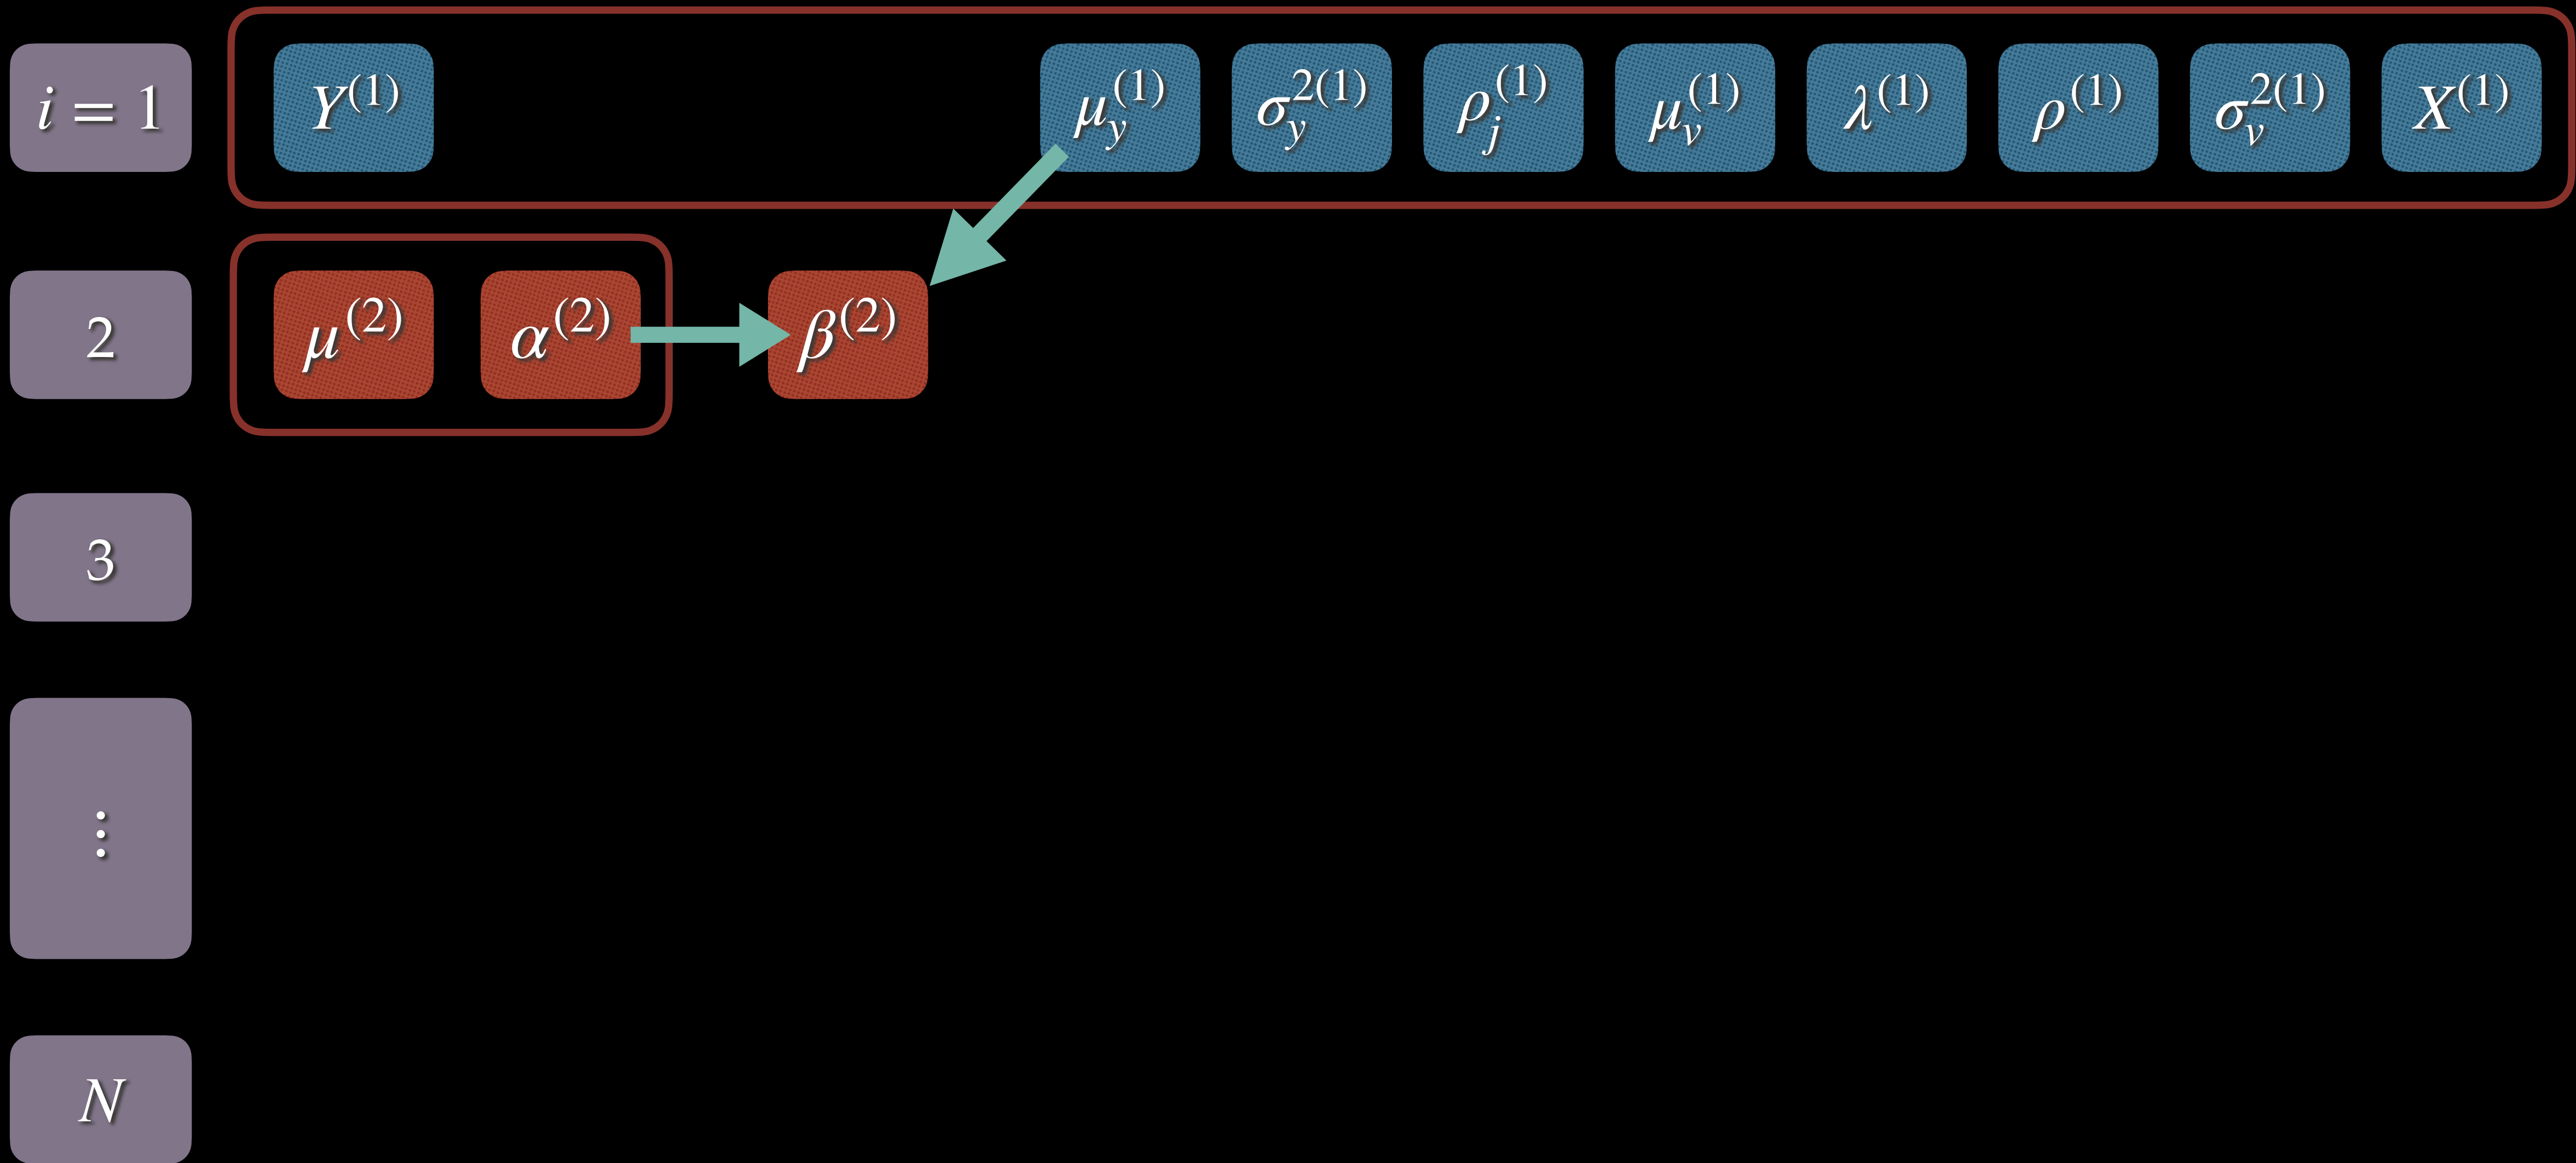 i = 1 Y^{(1)} μ_y^{(1)} σ_y^{2(1)} ρ_j^{(1)} μ_v^{(1)} λ^{(1)} ρ^{(1)} σ_v^{2(1)} X^{(1)}
2 μ^{(2)} α^{(2)} β^{(2)}
3
⋮
N